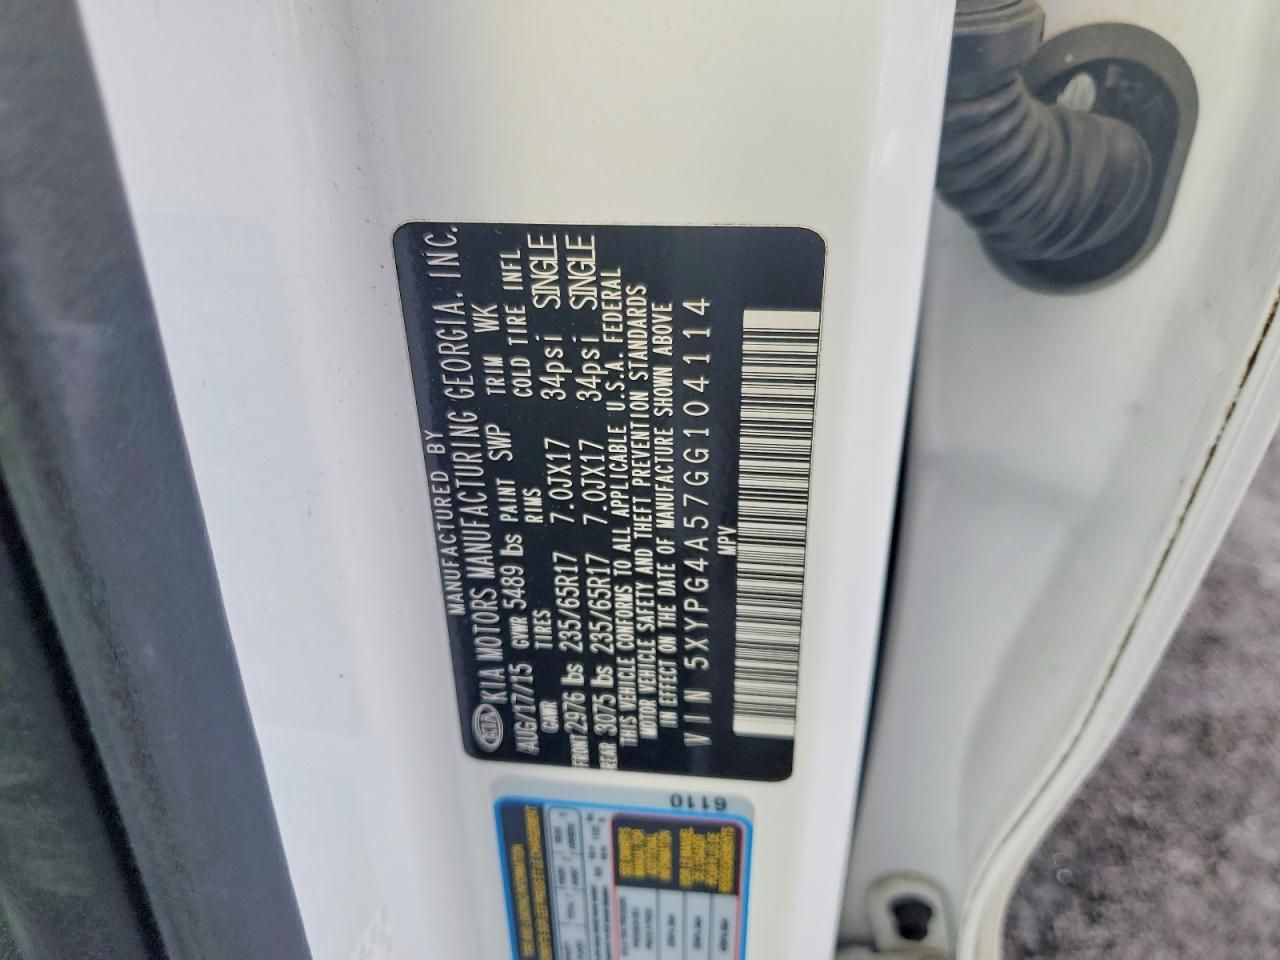 MANUFACTURED BY
KIA KIA MOTORS MANUFACTURING GEORGIA. INC.
AUG/17/15 GVWR 5489 lbs PAINT SWP TRIM WK
GAWR TIRES RIMS COLD TIRE INFL
FRONT 2976 lbs 235/65R17 7.0JX17 34psi SINGLE
REAR 3075 lbs 235/65R17 7.0JX17 34psi SINGLE
THIS VEHICLE CONFORMS TO ALL APPLICABLE U.S.A. FEDERAL
MOTOR VEHICLE SAFETY AND THEFT PREVENTION STANDARDS
IN EFFECT ON THE DATE OF MANUFACTURE SHOWN ABOVE
VIN 5XYPG4A57GG104114
MPV
6110